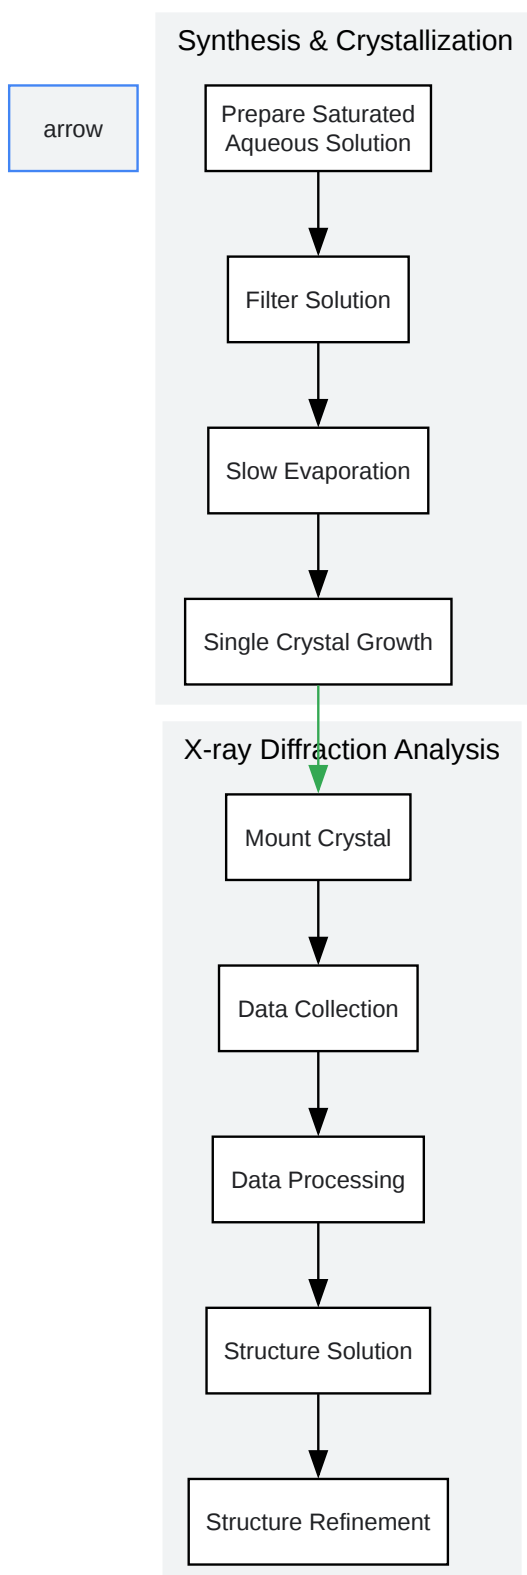 Synthesis & Crystallization
arrow
Prepare Saturated
Aqueous Solution
Filter Solution
Slow Evaporation
Single Crystal Growth
X-ray Diffraction Analysis
Mount Crystal
Data Collection
Data Processing
Structure Solution
Structure Refinement